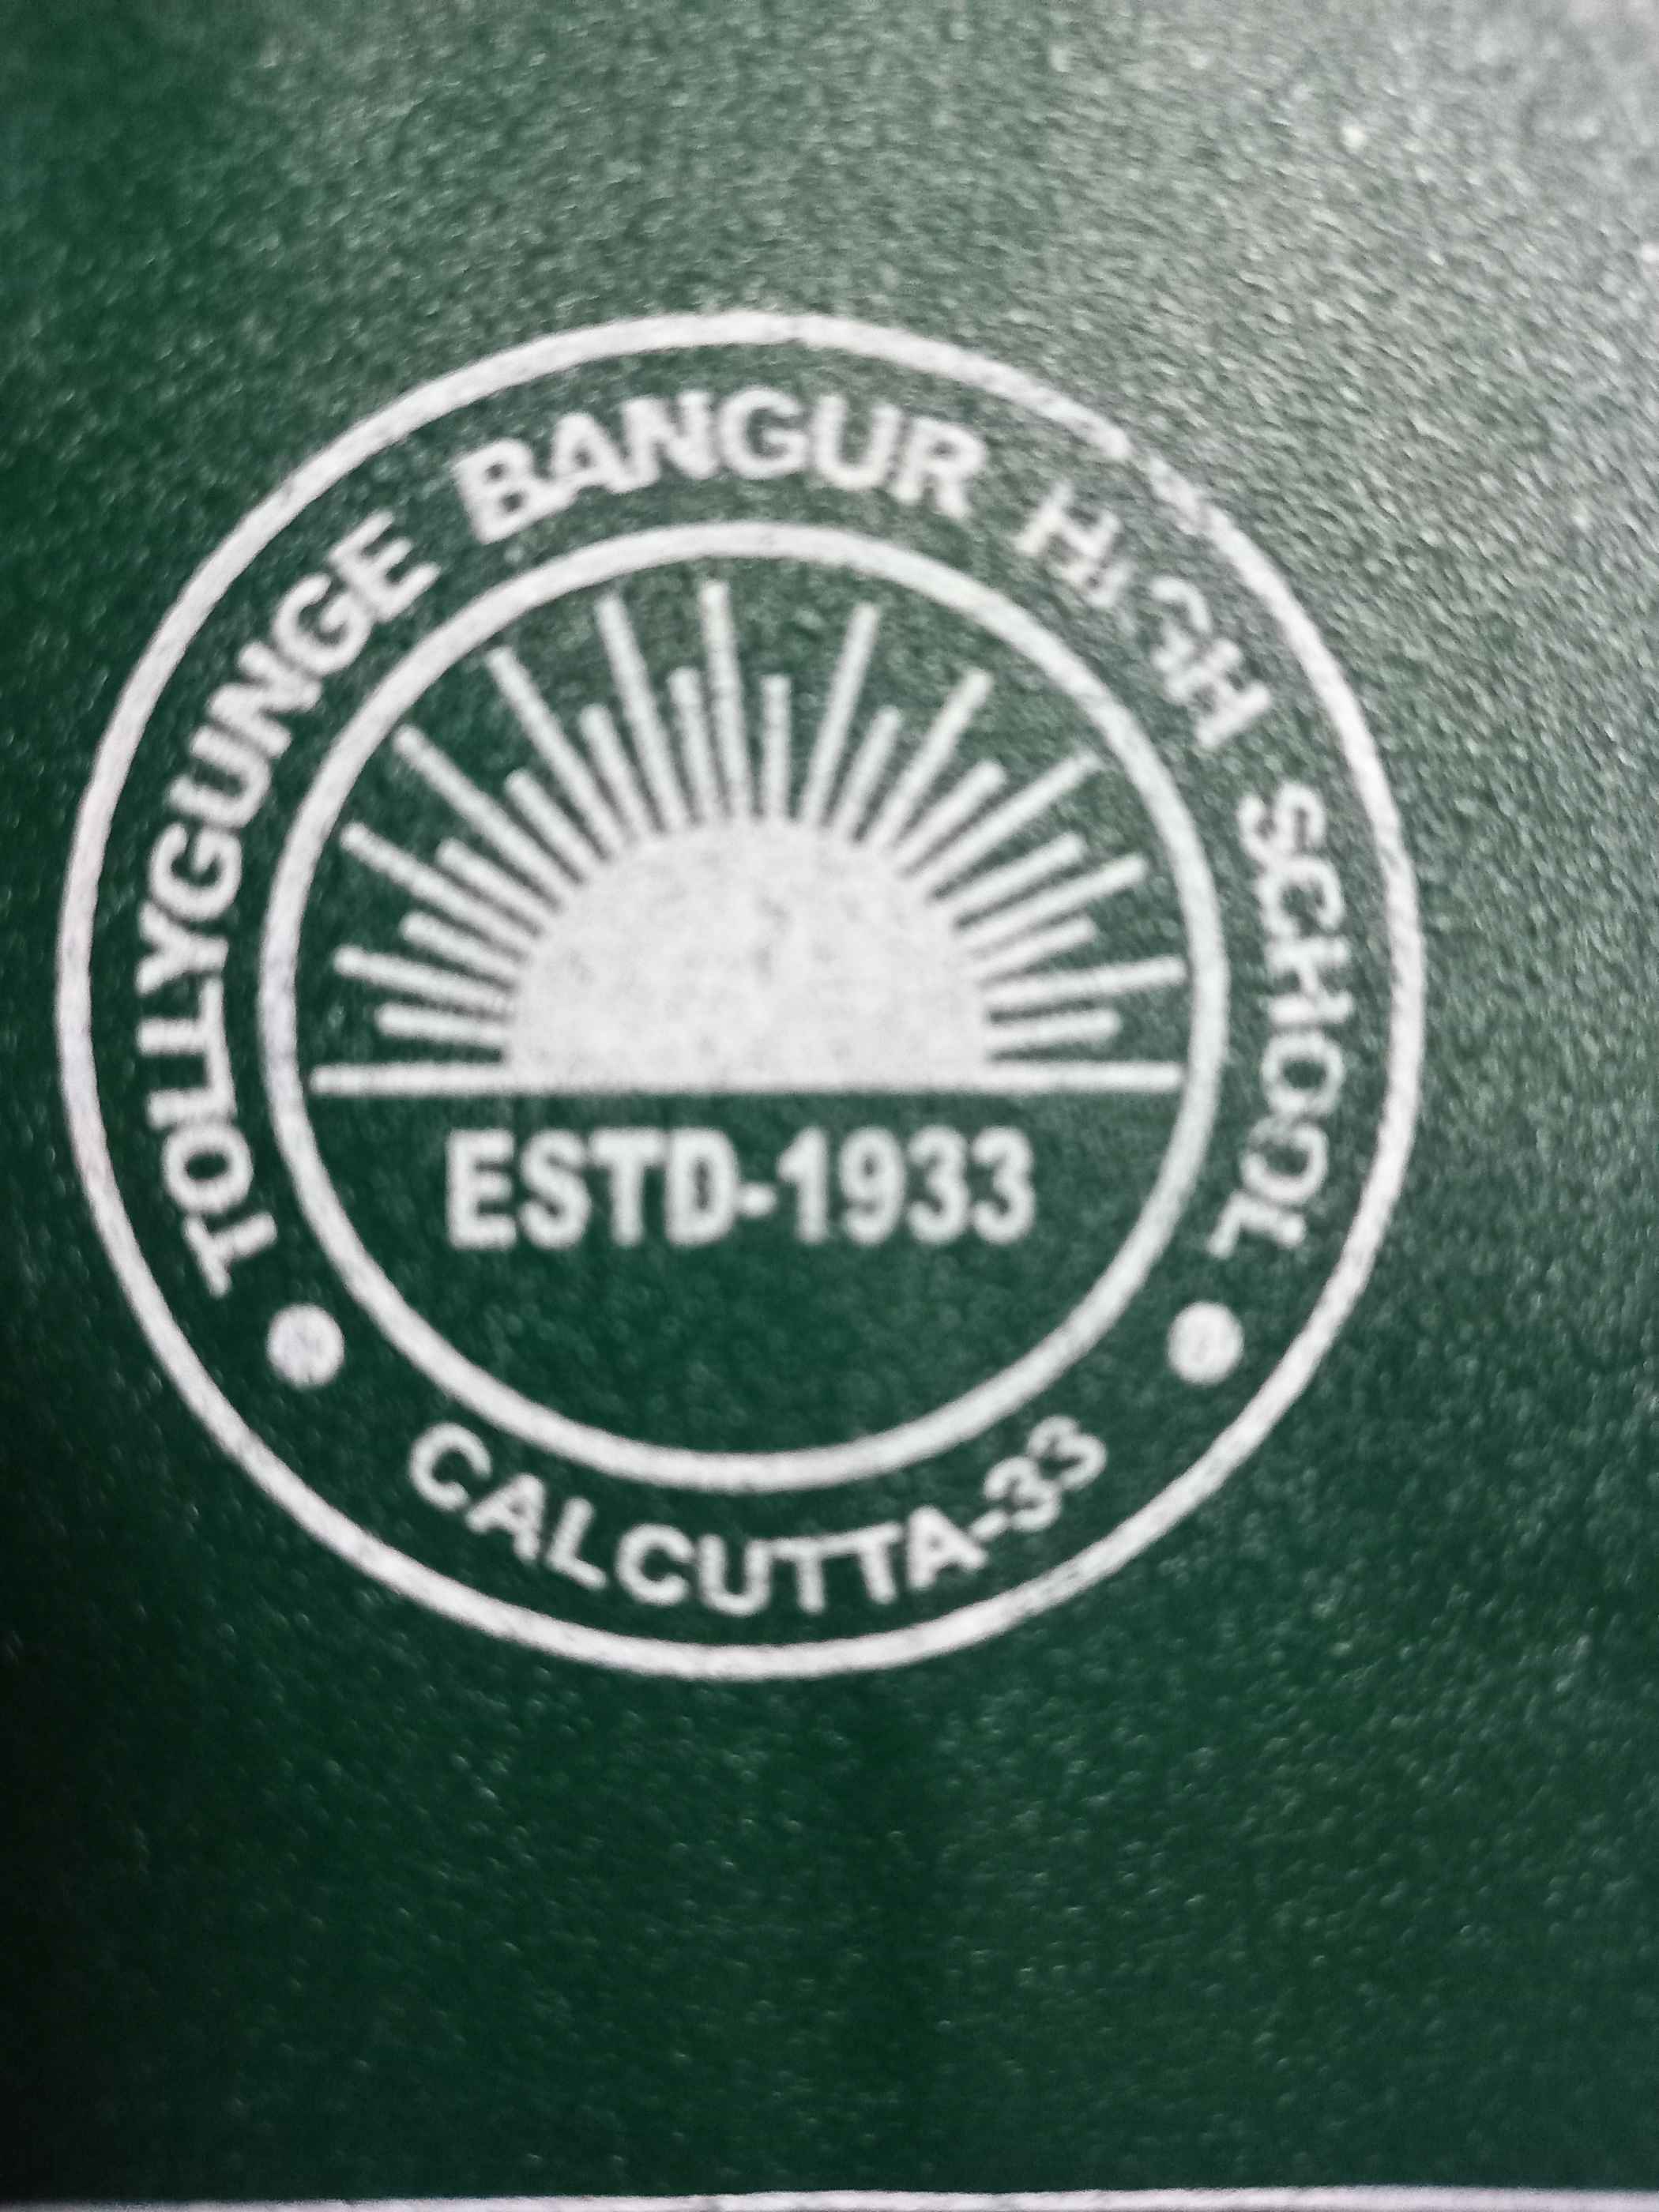 TOLLYGUNGE BANGUR HIGH SCHOOL
ESTD-1933
CALCUTTA-33